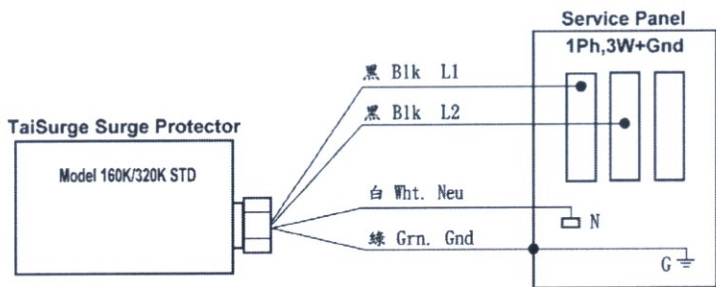 Service Panel
1Ph,3W+Gnd
黑 Blk L1
TaiSurge Surge Protector
黑 Blk L2
Model 160K/320K STD
白 Wht. Neu
N
綠 Grn. Gnd
G